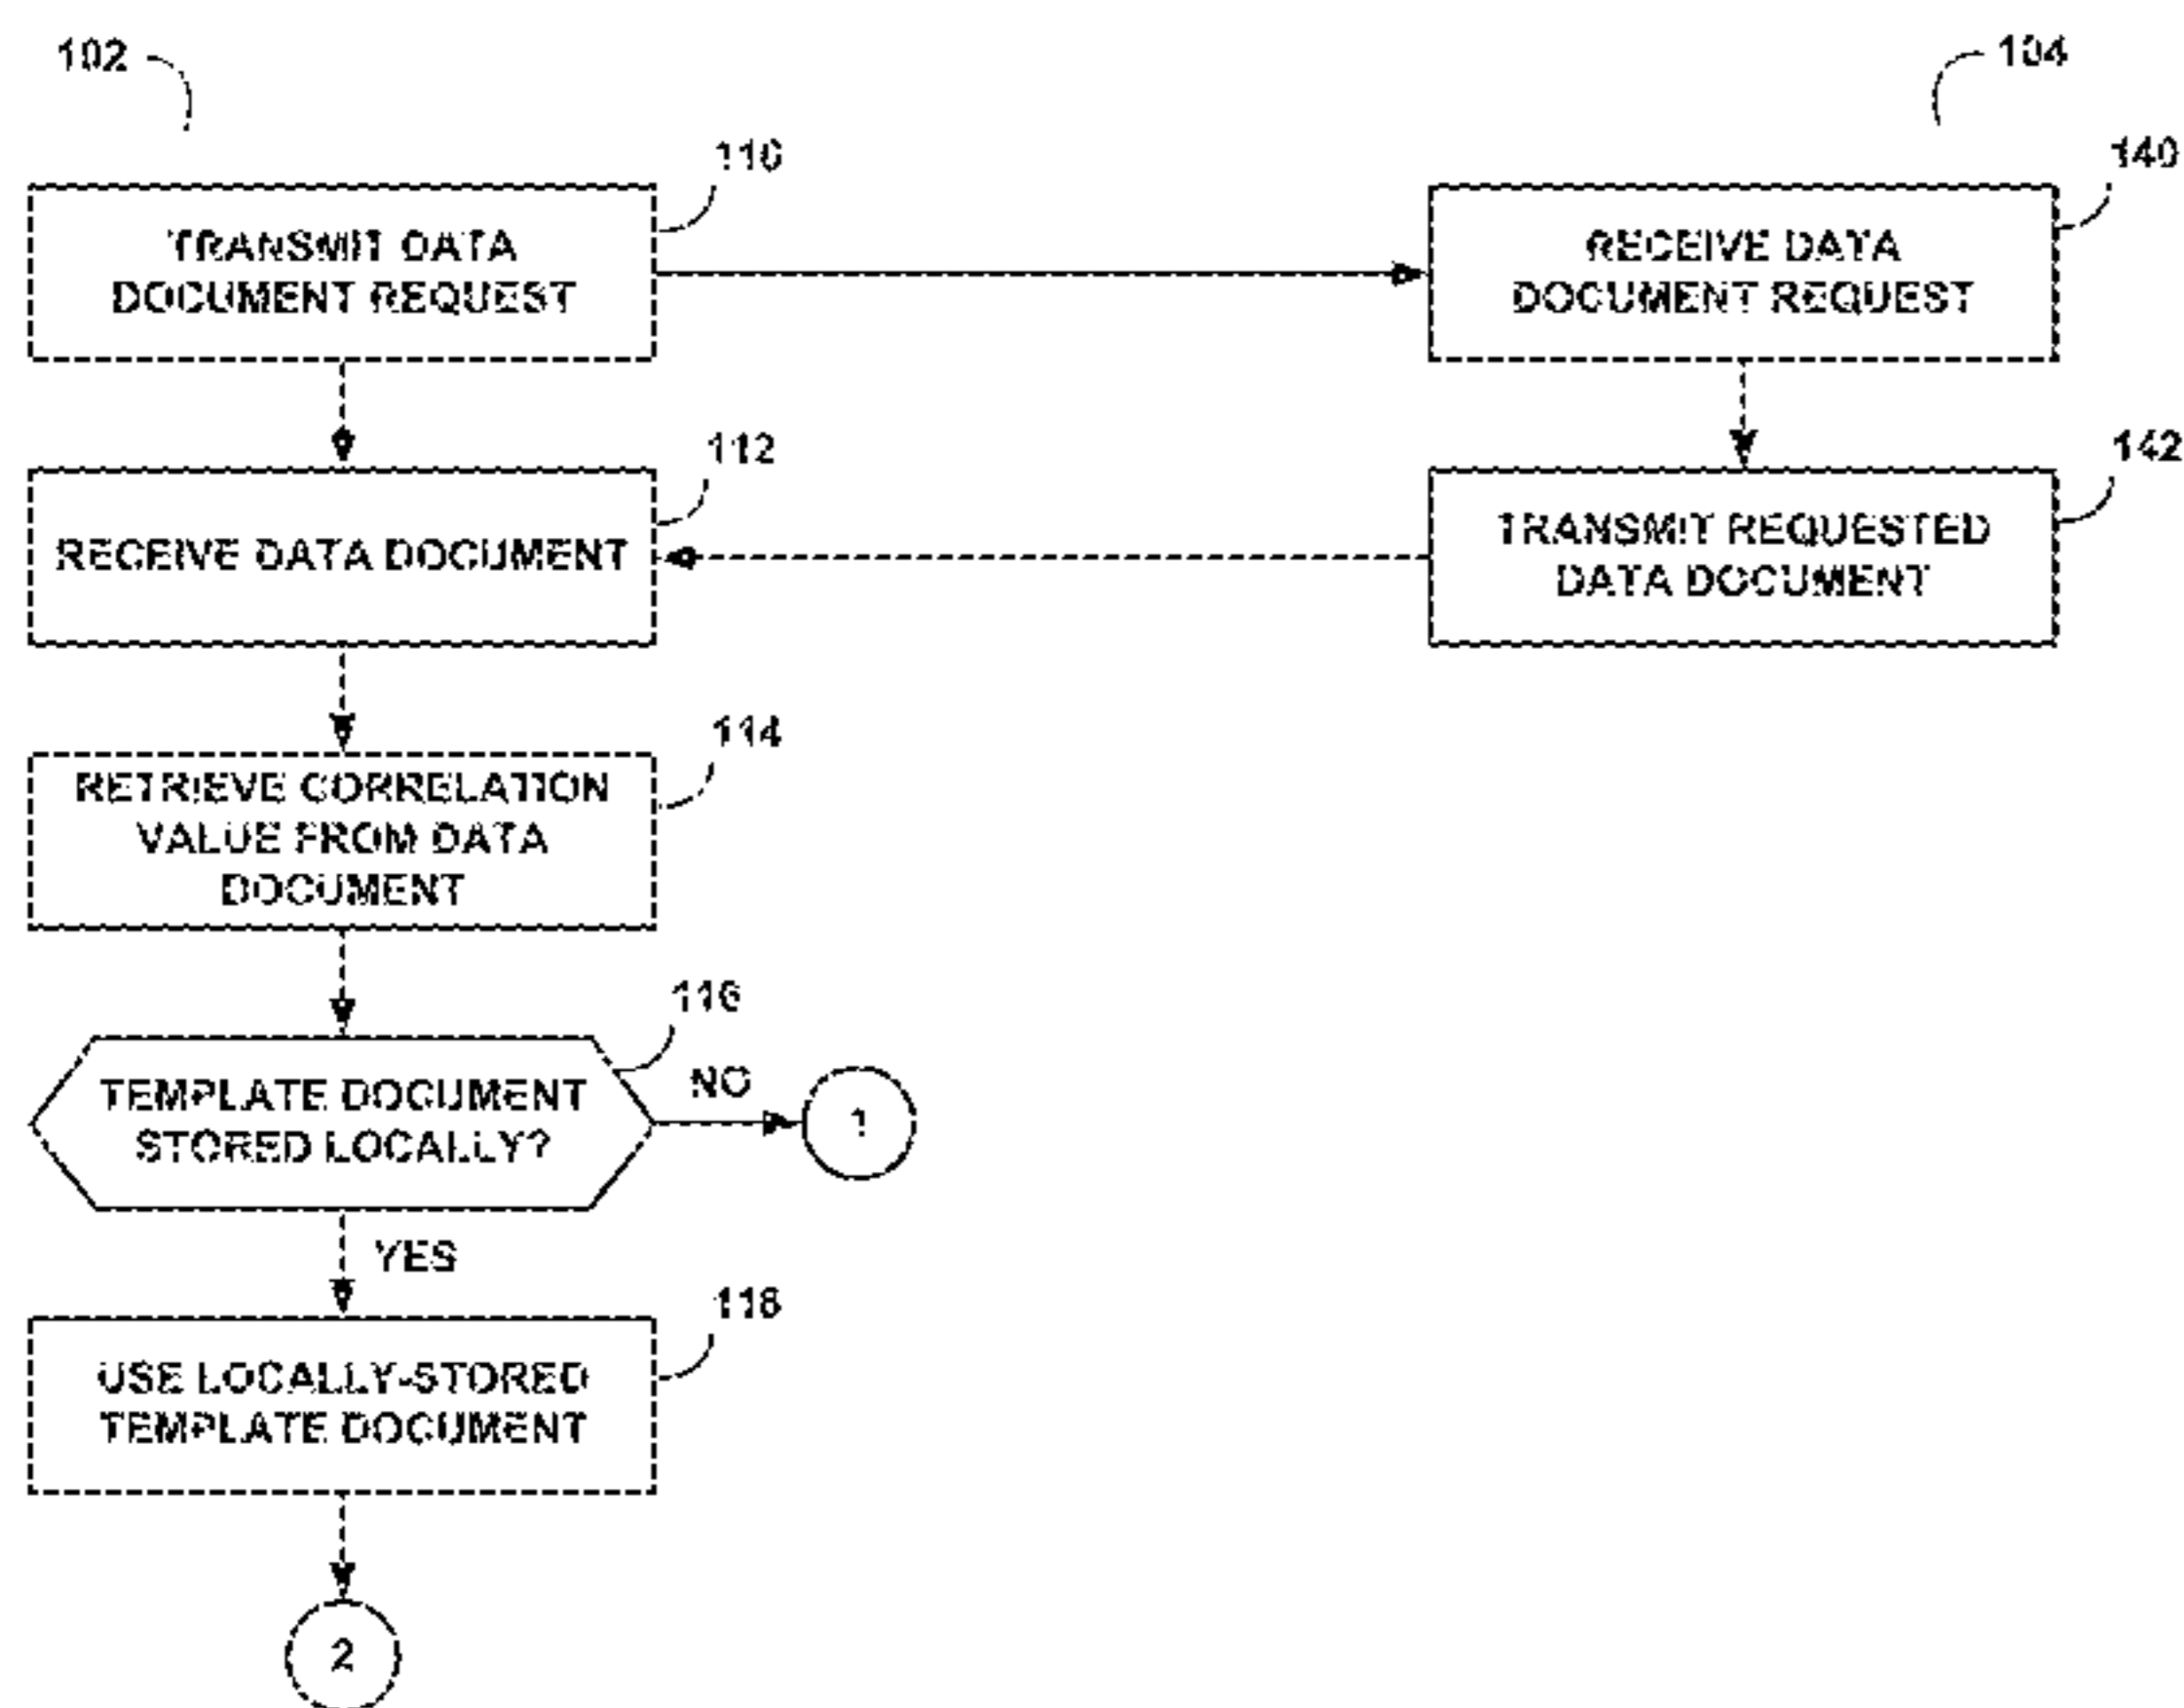 102
104
110
140
TRANSMIT DATA
DOCUMENT REQUEST
RECEIVE DATA
DOCUMENT REQUEST
112
142
RECEIVE DATA DOCUMENT
TRANSMIT REQUESTED
DATA DOCUMENT
114
RETRIEVE CORRELATION
VALUE FROM DATA
DOCUMENT
116
TEMPLATE DOCUMENT
STORED LOCALLY?
NO
1
YES
118
USE LOCALLY-STORED
TEMPLATE DOCUMENT
2